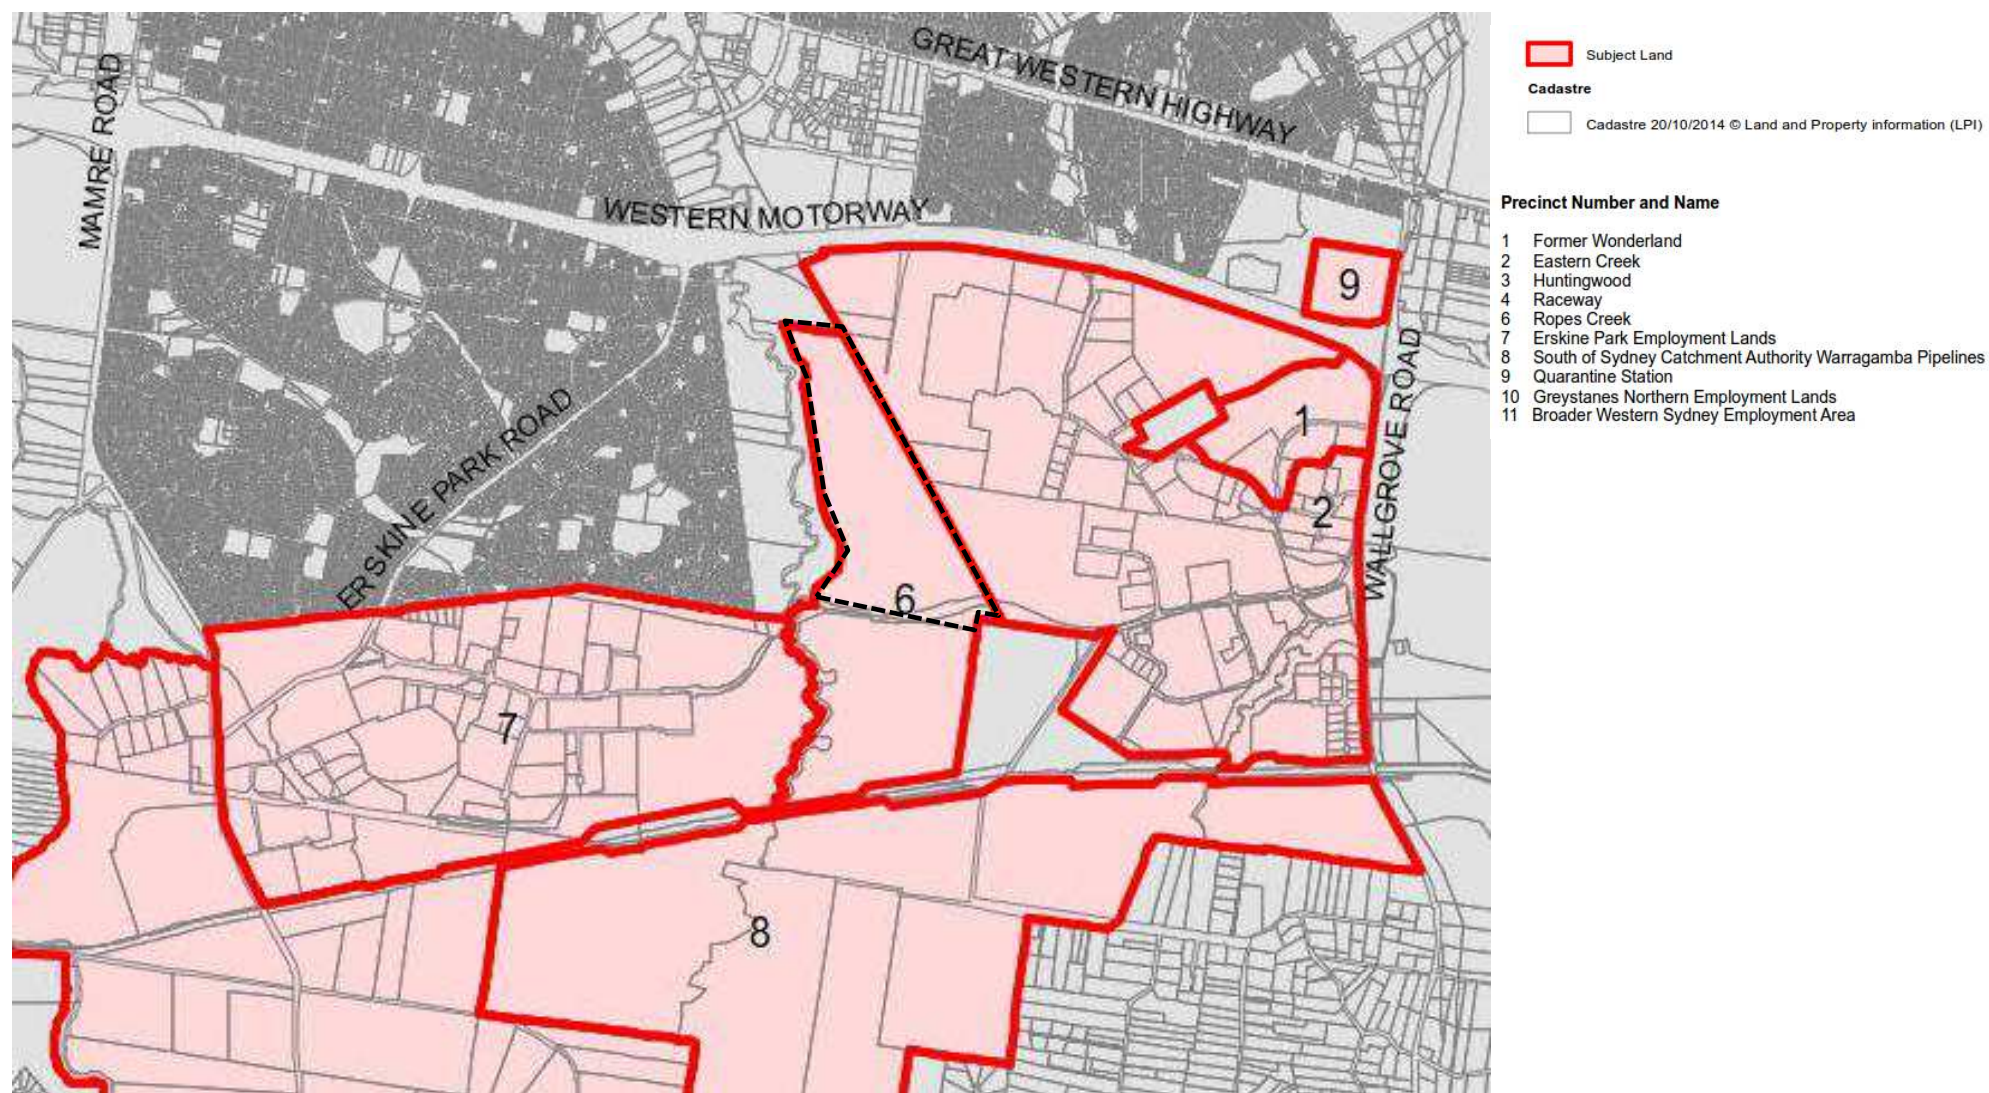 GREAT WESTERN HIGHWAY
MAMRE ROAD
WESTERN MOTORWAY
9
WALLGROVE ROAD
1
ERSKINE PARK ROAD
2
6
7
8
Subject Land
Cadastre
Cadastre 20/10/2014 © Land and Property information (LPI)
Precinct Number and Name
1 Former Wonderland
2 Eastern Creek
3 Huntingwood
4 Raceway
6 Ropes Creek
7 Erskine Park Employment Lands
8 South of Sydney Catchment Authority Warragamba Pipelines
9 Quarantine Station
10 Greystanes Northern Employment Lands
11 Broader Western Sydney Employment Area